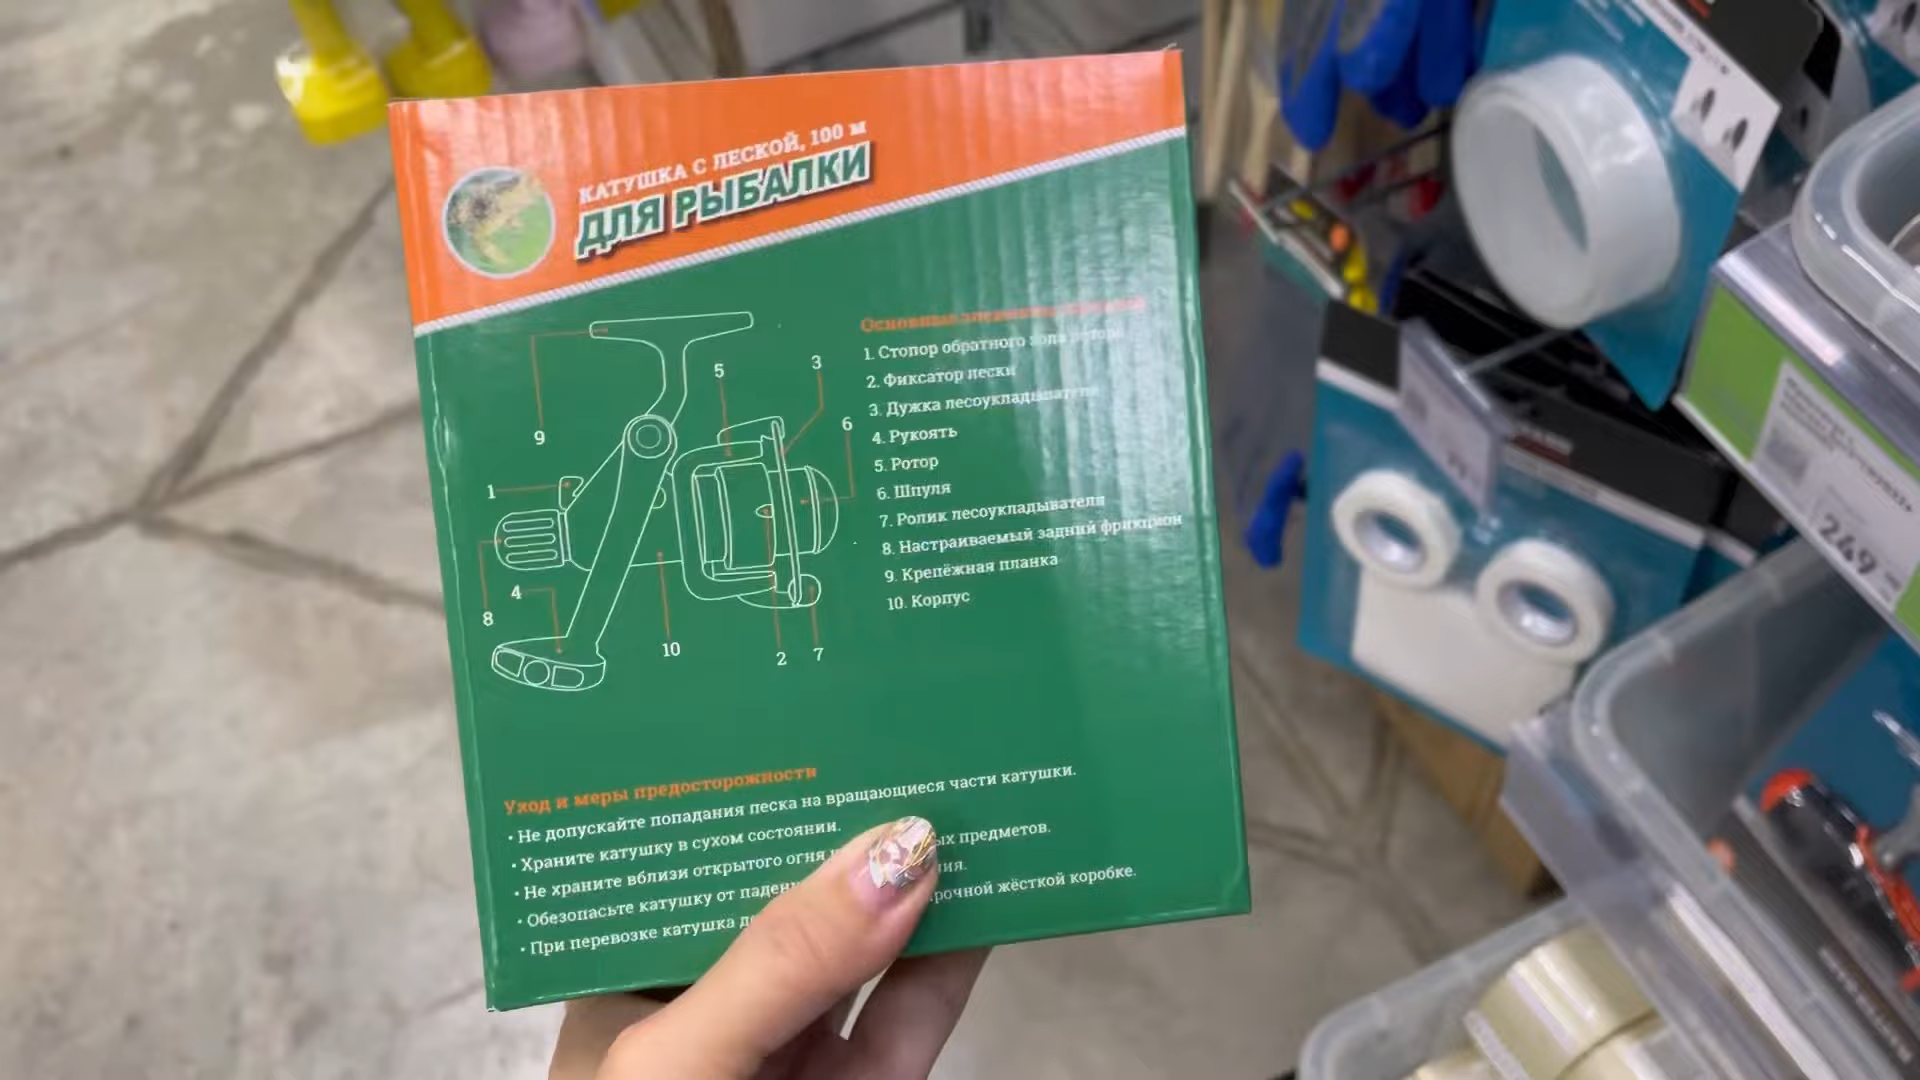 КАТУШКА С ЛЕСКОЙ, 100 м
ДЛЯ РЫБАЛКИ
Основные элементы
1. Стопор обратного хода ротора
2. Фиксатор лески
3. Дужка лесоукладывателя
4. Рукоять
5. Ротор
6. Шпуля
7. Ролик лесоукладывателя
8. Настраиваемый задний фрикцион
9. Крепёжная планка
10. Корпус
9
5
3
6
1
8
4
10
2
7
Уход и меры предосторожности
• Не допускайте попадания песка на вращающиеся части катушки.
• Храните катушку в сухом состоянии.
• Не храните вблизи открытого огня предметов.
• Обезопасьте катушку от
• При перевозке катушка жёсткой коробке.
249